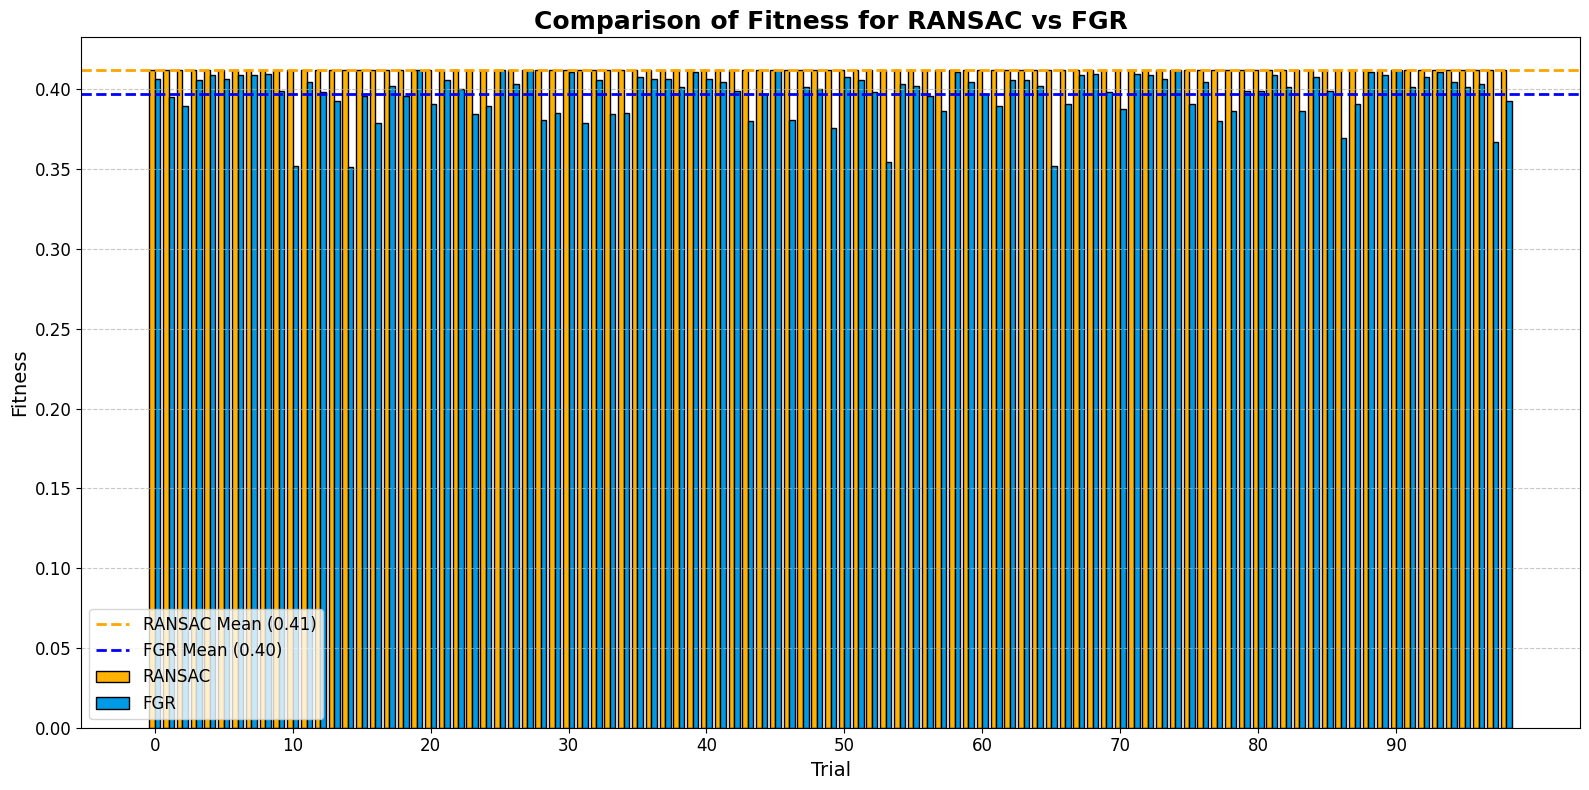 Comparison of Fitness for RANSAC vs FGR
Fitness
0.40
0.35
0.30
0.25
0.20
0.15
0.10
0.05
0.00
RANSAC Mean (0.41)
FGR Mean (0.40)
RANSAC
FGR
0 10 20 30 40 50 60 70 80 90
Trial